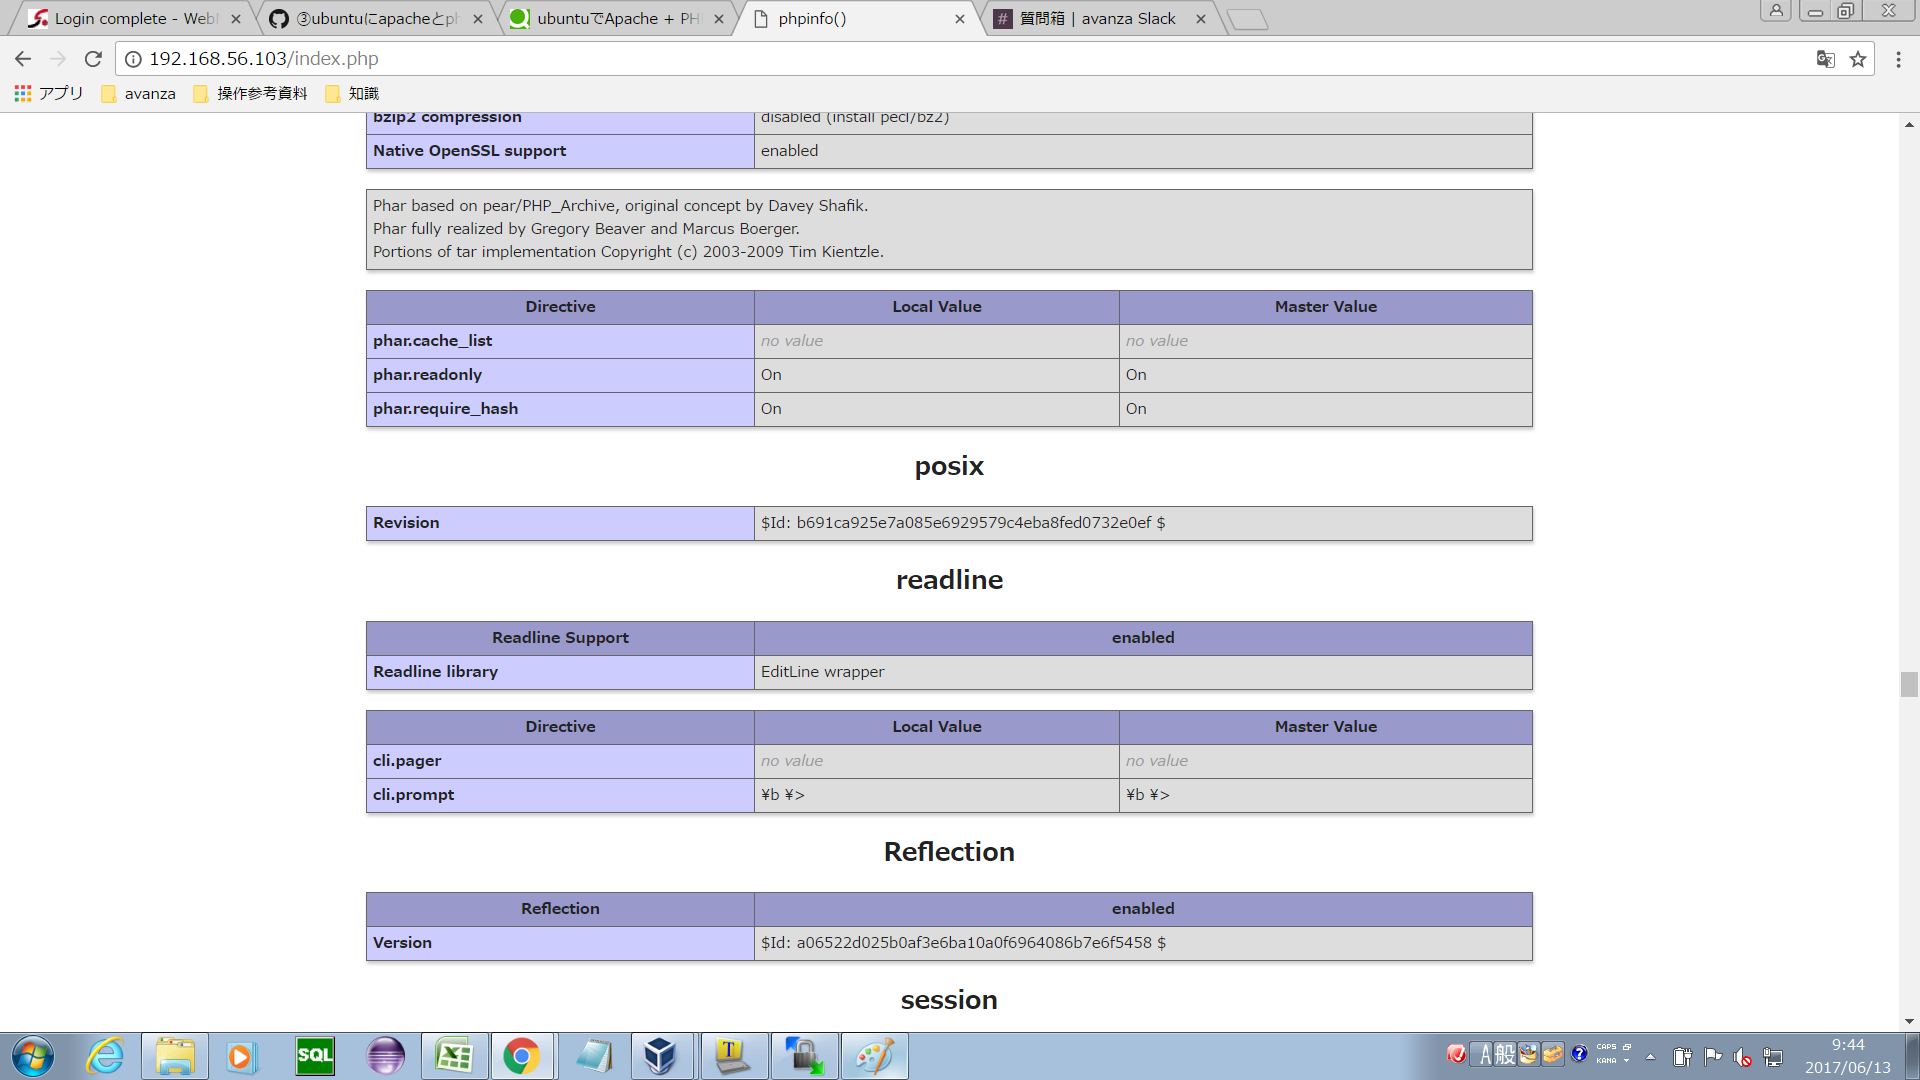 Login complete - Web
③ubuntuにapacheとph
ubuntuでApache + PH
phpinfo()
質問箱 | avanza Slack
192.168.56.103/index.php
アプリ
avanza
操作参考資料
知識
bzip2 compression disabled (install pecl/bz2)
Native OpenSSL support enabled
Phar based on pear/PHP_Archive, original concept by Davey Shafik.
Phar fully realized by Gregory Beaver and Marcus Boerger.
Portions of tar implementation Copyright (c) 2003-2009 Tim Kientzle.
Directive Local Value Master Value
phar.cache_list no value no value
phar.readonly On On
phar.require_hash On On
posix
Revision $Id: b691ca925e7a085e6929579c4eba8fed0732e0ef $
readline
Readline Support enabled
Readline library EditLine wrapper
Directive Local Value Master Value
cli.pager no value no value
cli.prompt ¥b ¥> ¥b ¥>
Reflection
Reflection enabled
Version $Id: a06522d025b0af3e6ba10a0f6964086b7e6f5458 $
session
SQL
A般
CAPS
KANA
9:44
2017/06/13